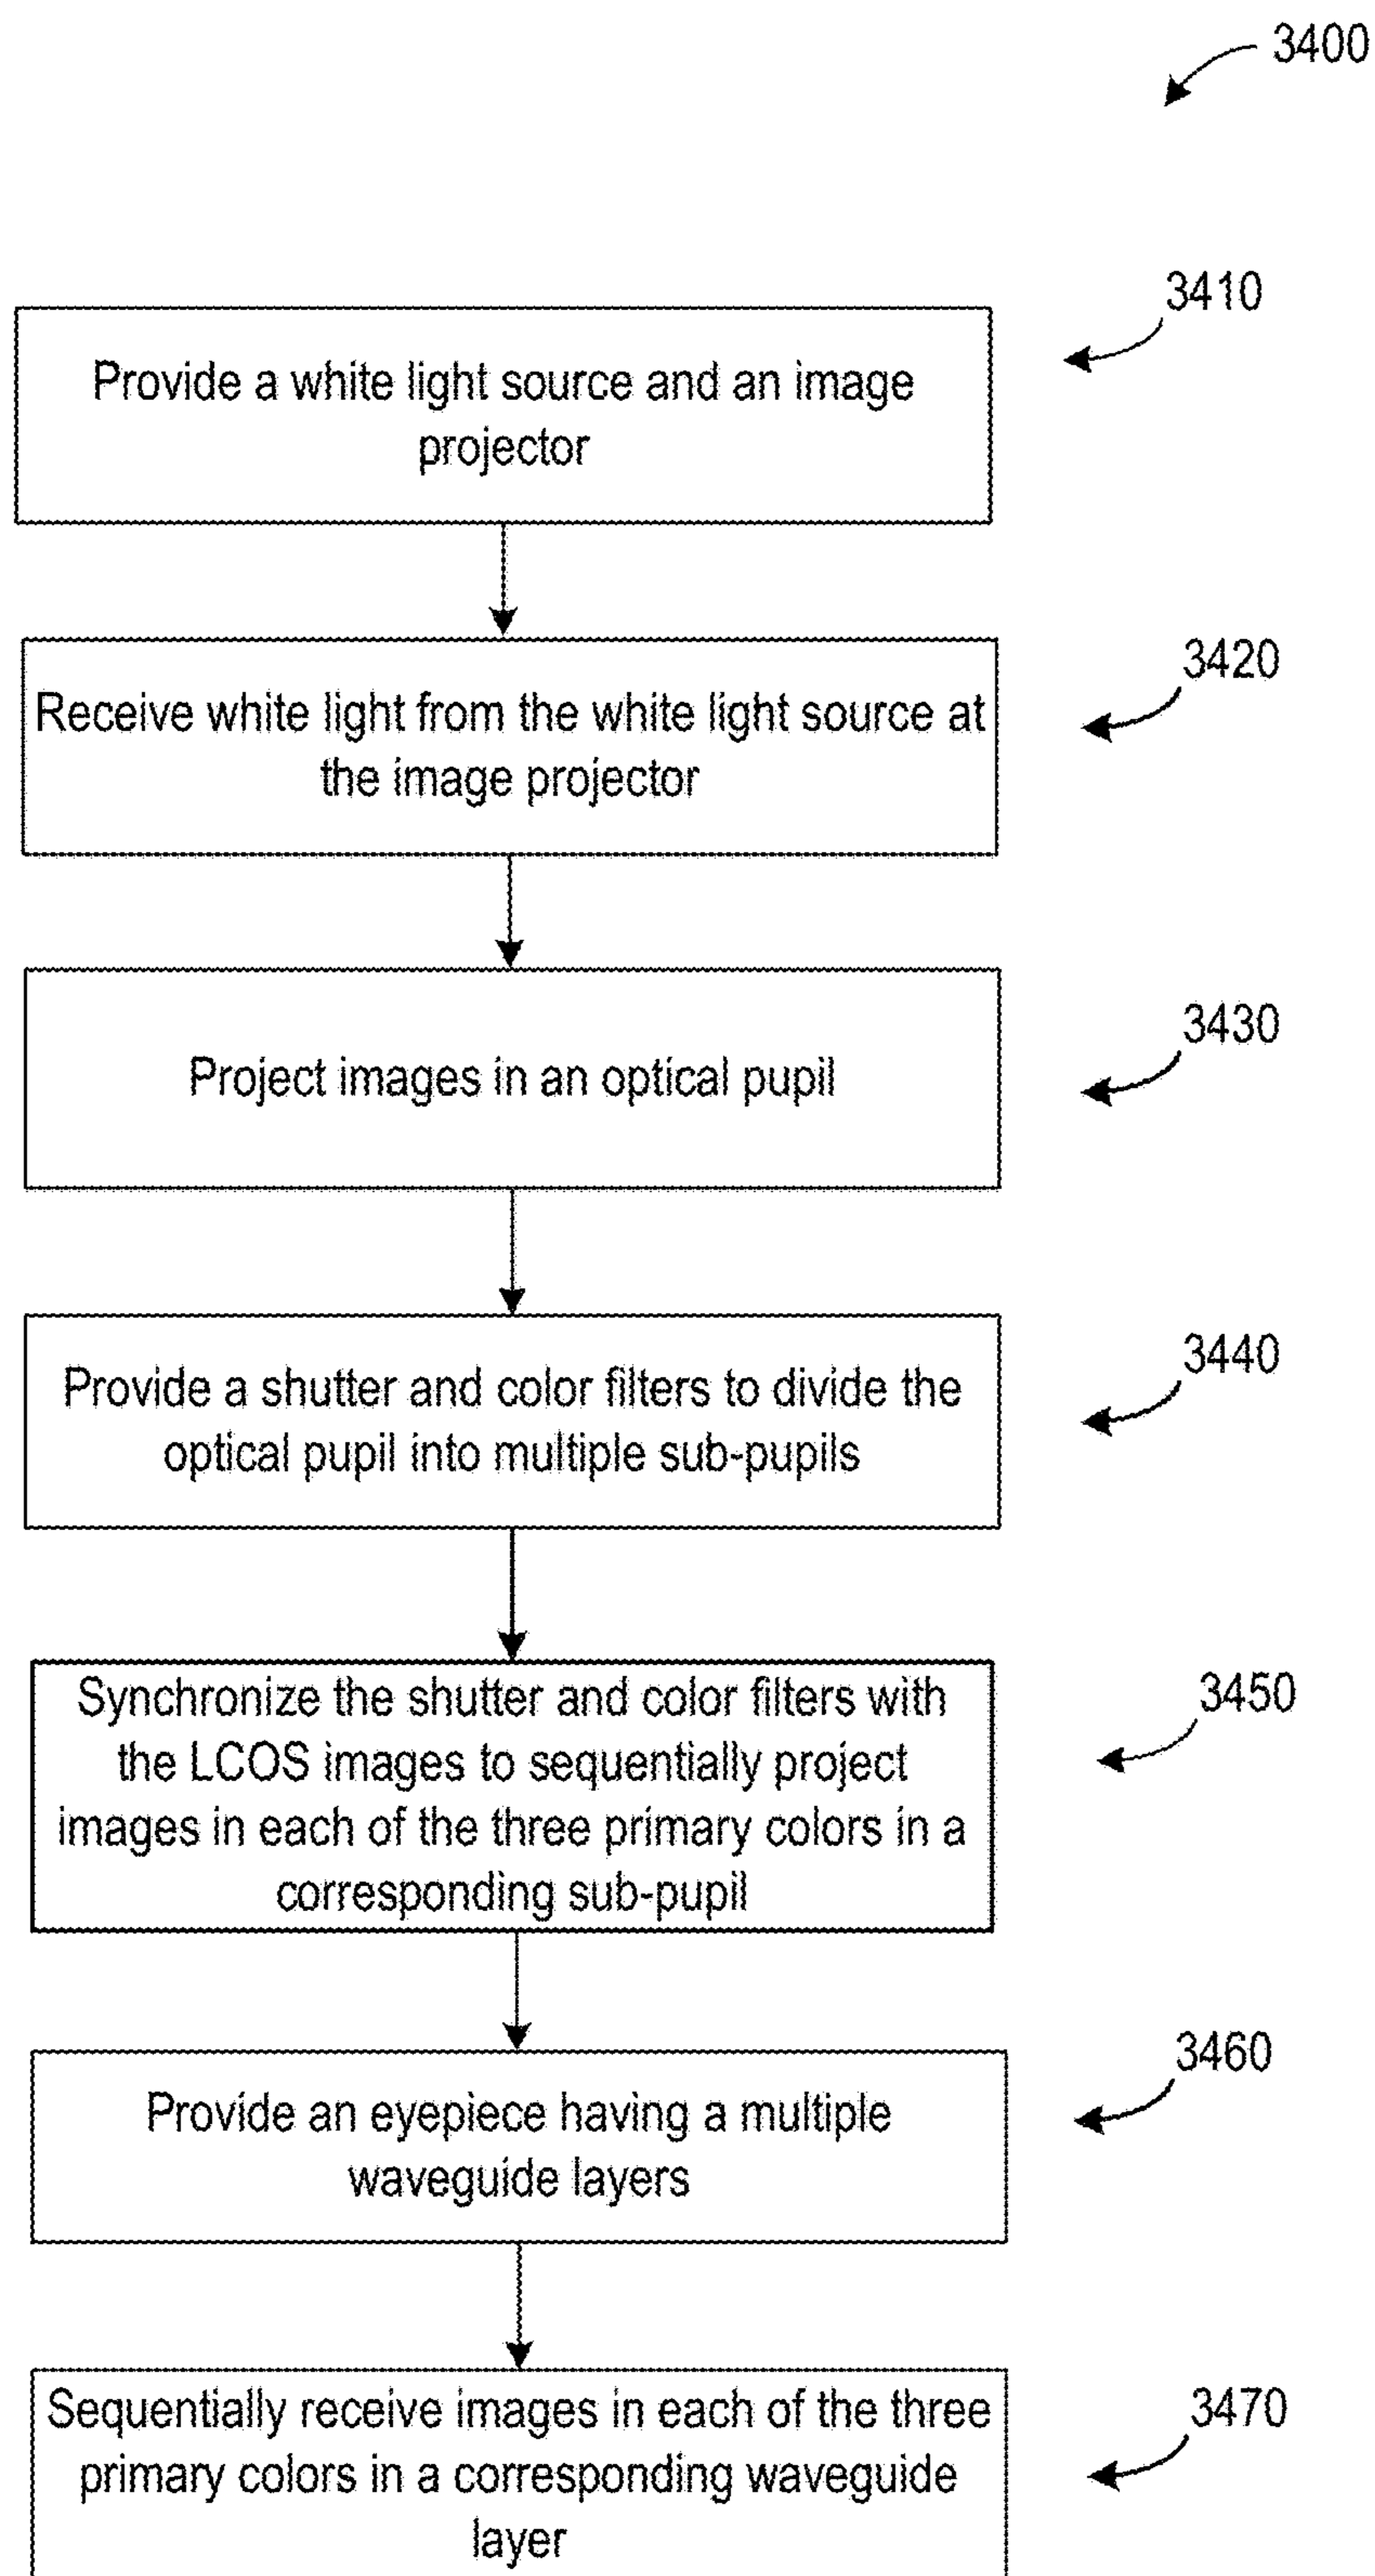 3400
3410
Provide a white light source and an image
projector
3420
Receive white light from the white light source at
the image projector
3430
Project images in an optical pupil
3440
Provide a shutter and color filters to divide the
optical pupil into multiple sub-pupils
3450
Synchronize the shutter and color filters with
the LCOS images to sequentially project
images in each of the three primary colors in a
corresponding sub-pupil
3460
Provide an eyepiece having a multiple
waveguide layers
3470
Sequentially receive images in each of the three
primary colors in a corresponding waveguide
layer